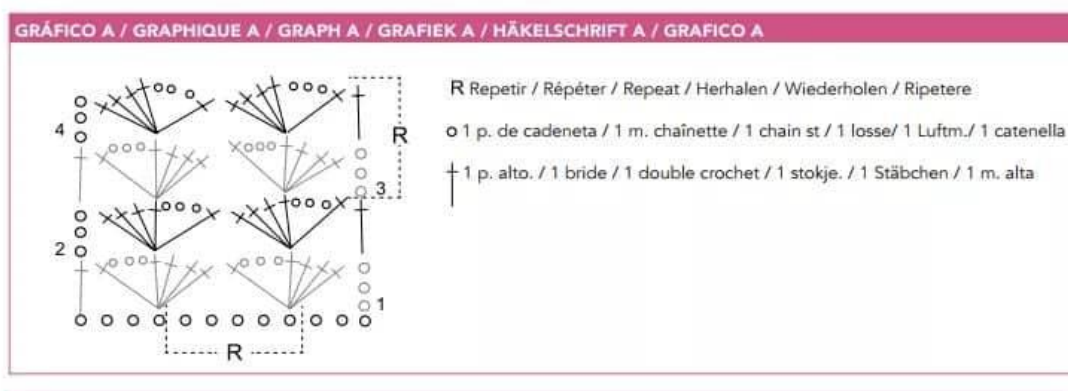 GRÁFICO A / GRAPHIQUE A / GRAPH A / GRAFIEK A / HÄKELSCHRIFT A / GRAFICO A
R Repetir / Répéter / Repeat / Herhalen / Wiederholen / Ripetere
1 p. de cadeneta / 1 m. chaînette / 1 chain st / 1 losse/ 1 Luftm./ 1 catenella
1 p. alto. / 1 bride / 1 double crochet / 1 stokje. / 1 Stäbchen / 1 m. alta
4
R
3
2
1
R